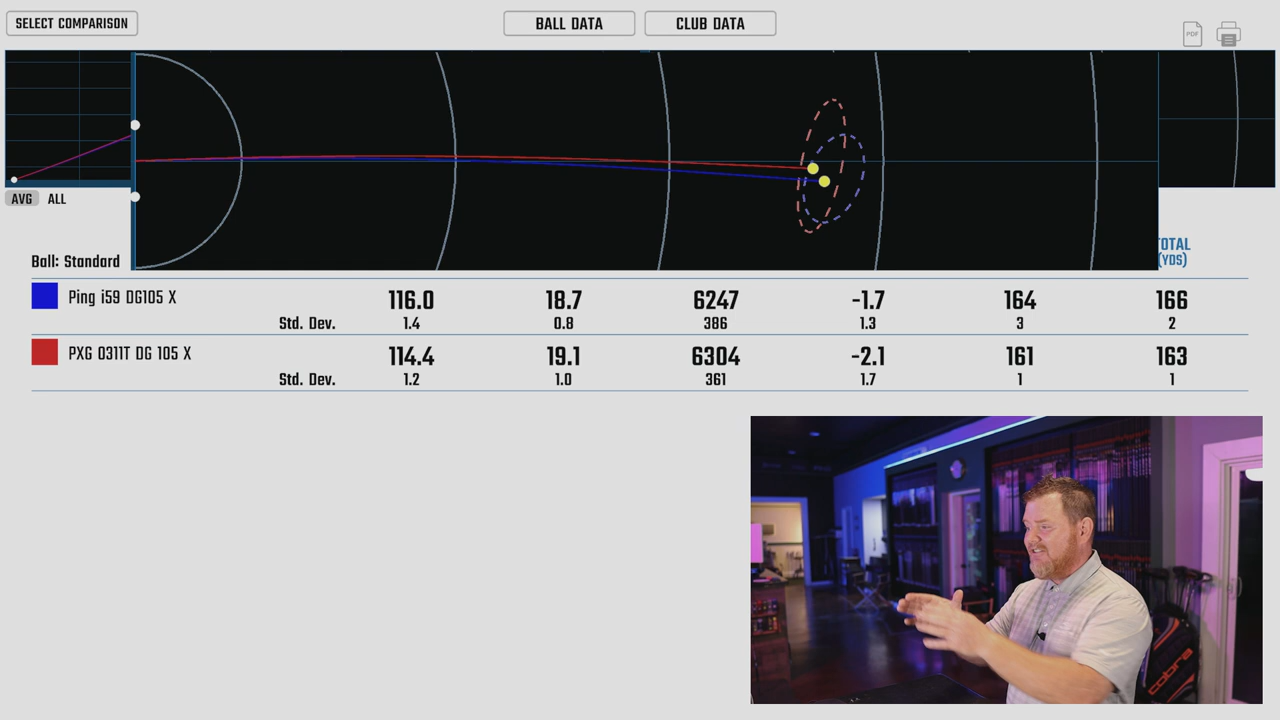 SELECT COMPARISON
BALL DATA
CLUB DATA
PDF
AVG ALL
Ball: Standard
TOTAL
(YDS)
Ping i59 DG105 X 116.0 18.7 6247 -1.7 164 166
Std. Dev. 1.4 0.8 386 1.3 3 2
PXG 0311T DG 105 X 114.4 19.1 6304 -2.1 161 163
Std. Dev. 1.2 1.0 361 1.7 1 1
cobra